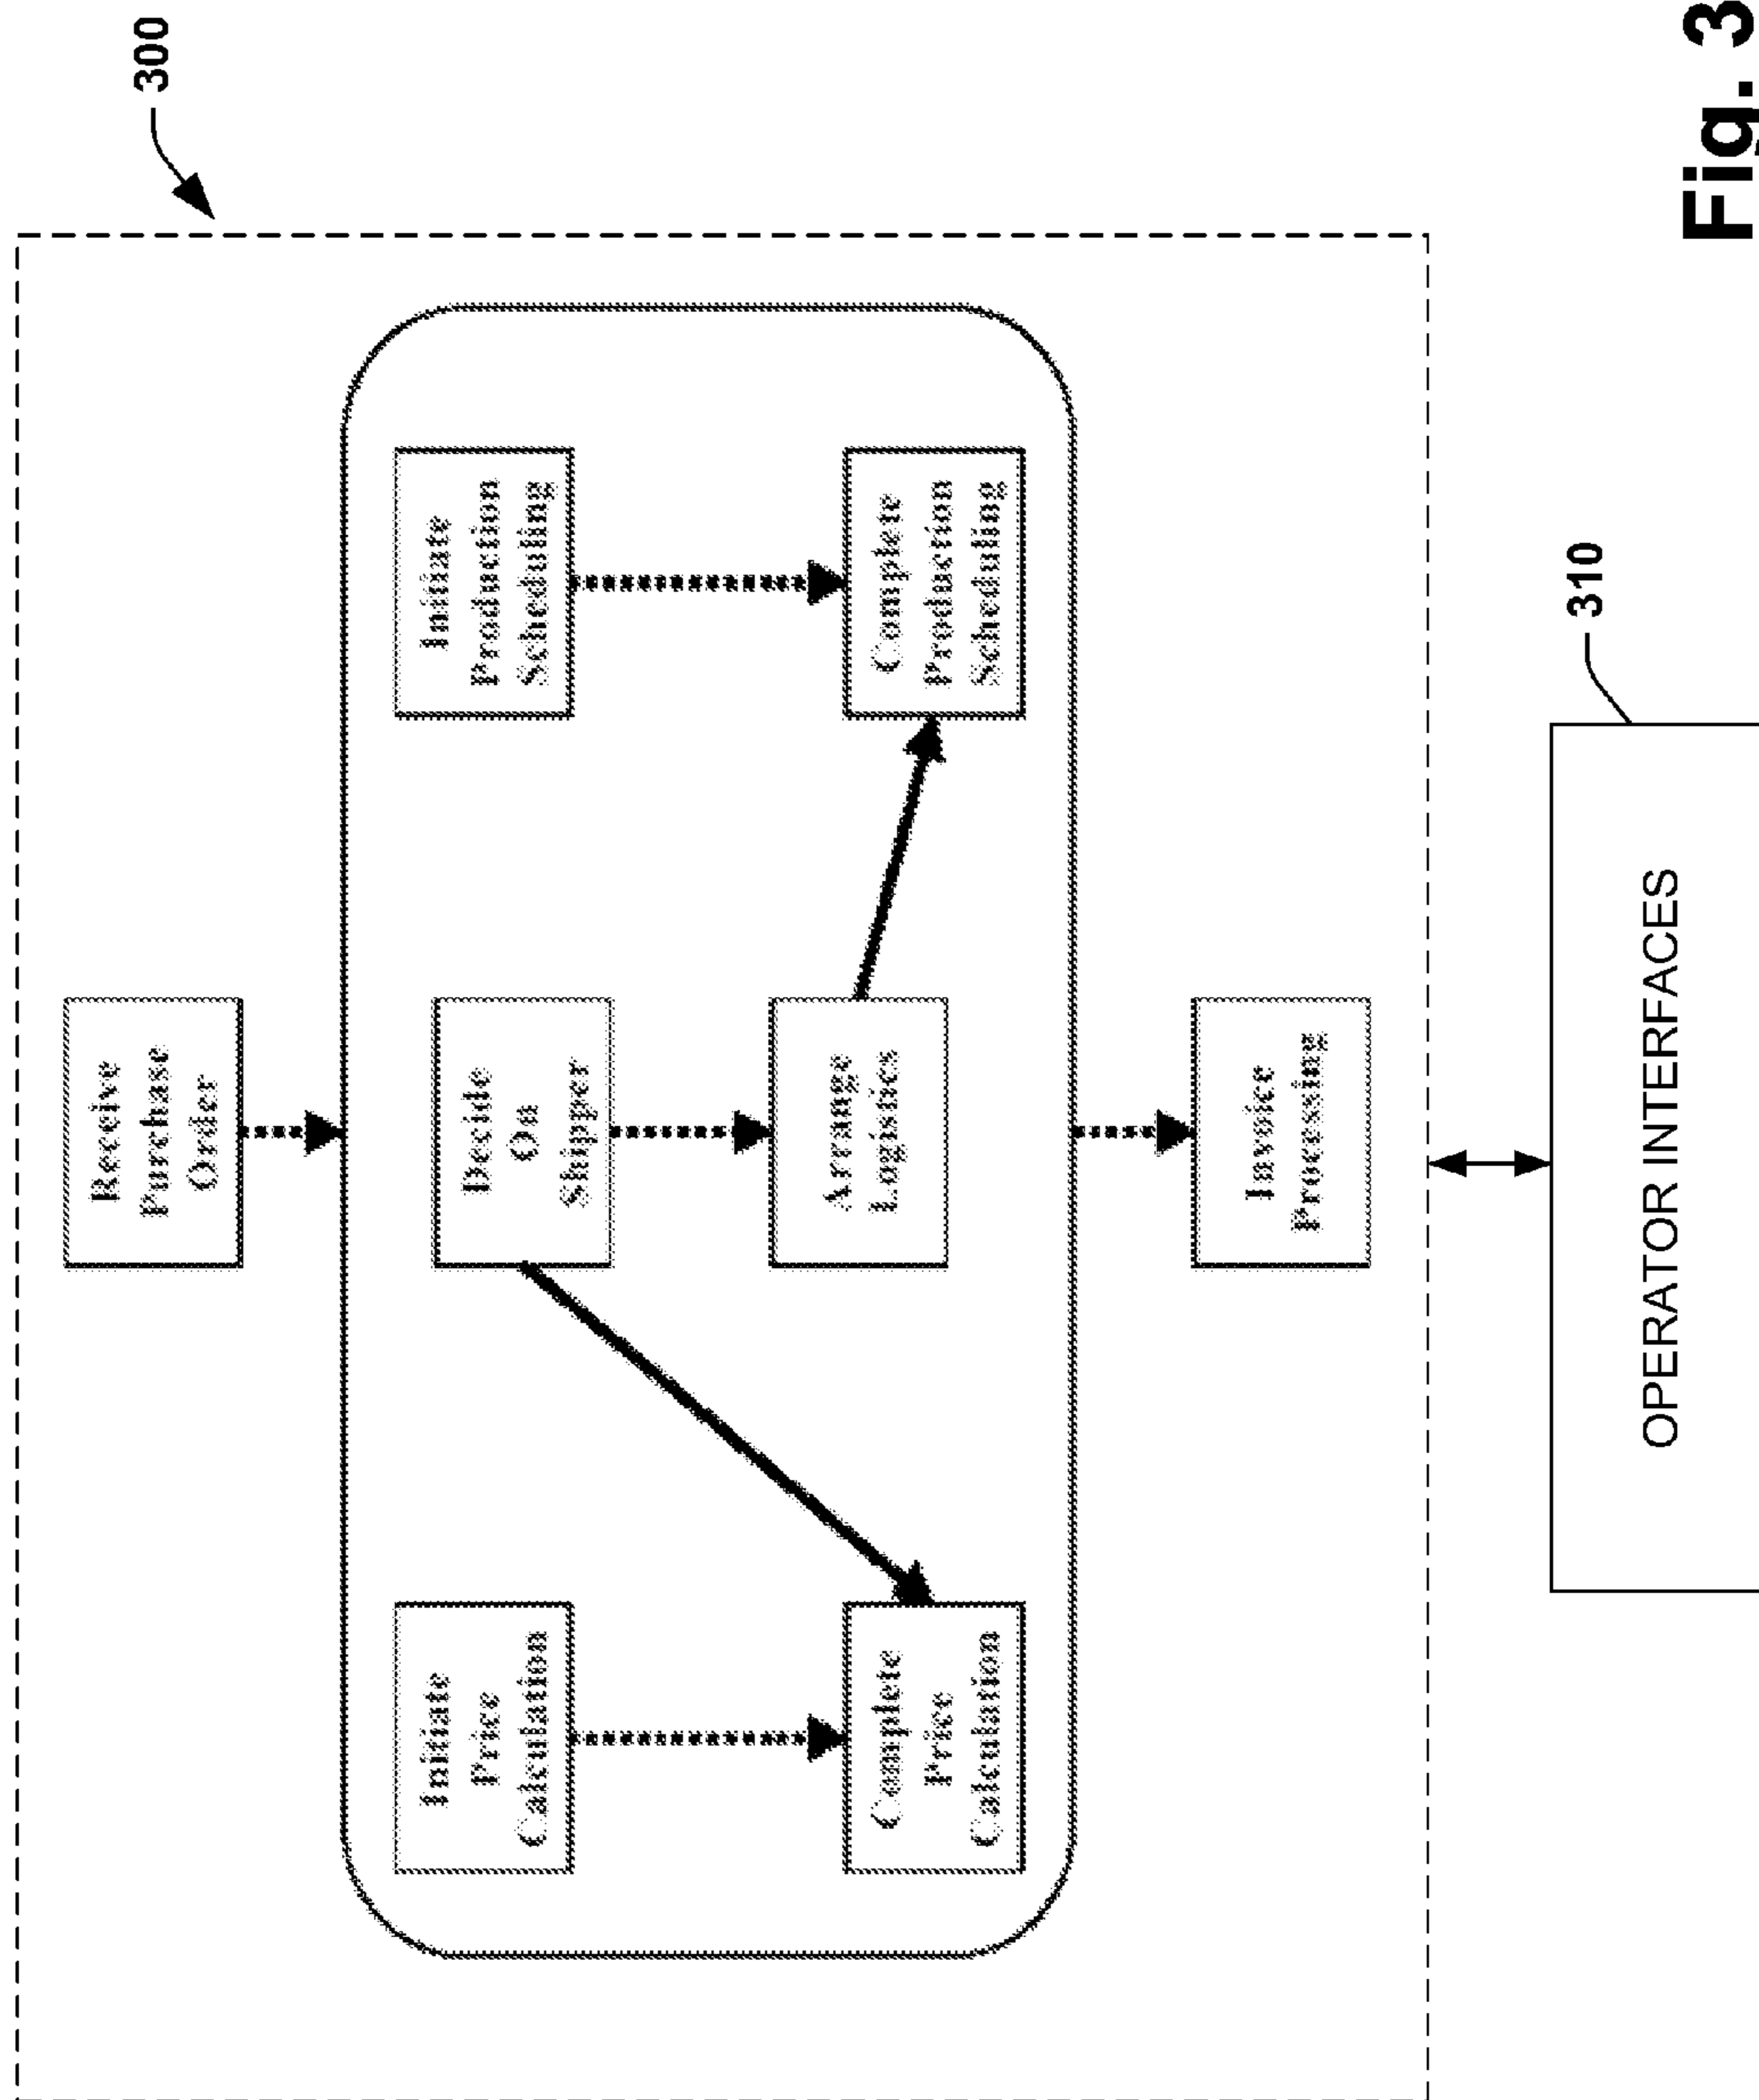 300
Receive
Purchase
Order
Initiate
Price
Calculation
Decide
On
Shipper
Initiate
Production
Scheduling
Complete
Price
Calculation
Arrange
Logistics
Complete
Production
Scheduling
Invoice
Processing
310
OPERATOR INTERFACES
Fig. 3